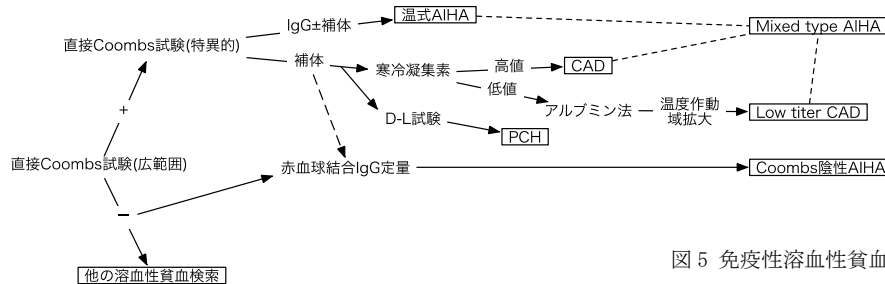 IgG±補体
温式AIHA
Mixed type AIHA
直接Coombs試験(特異的)
補体
寒冷凝集素
高値
CAD
低値
アルブミン法
温度作動
域拡大
Low titer CAD
+
D-L試験
PCH
直接Coombs試験(広範囲)
赤血球結合IgG定量
Coombs陰性AIHA
−
他の溶血性貧血検索
図 5 免疫性溶血性貧血